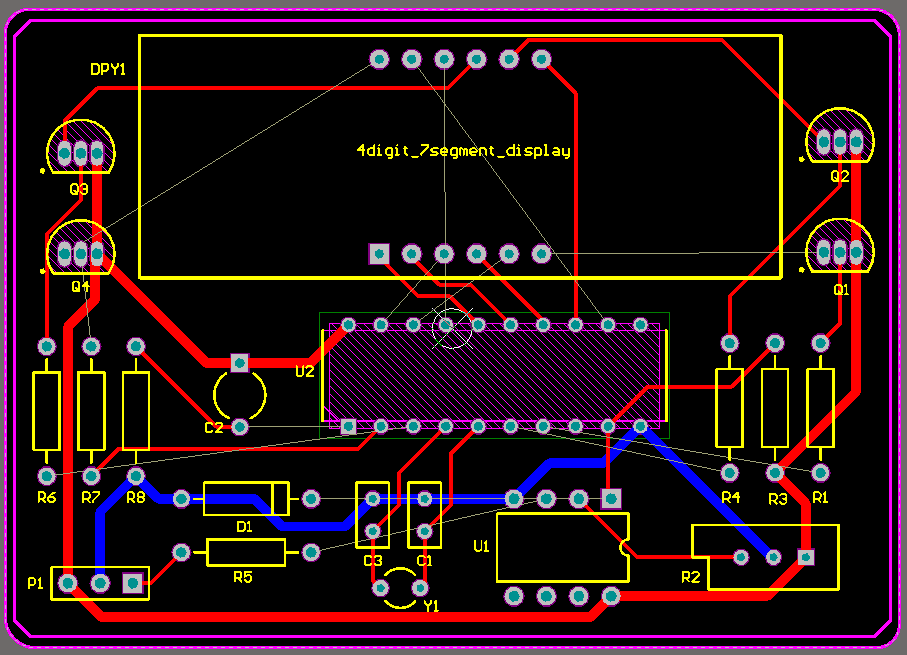 DPY1
4digit_7segment_display
Q3
Q2
Q4
Q1
U2
C2
R6
R7
R8
R4
R3
R1
D1
C3
C1
U1
R5
R2
P1
Y1